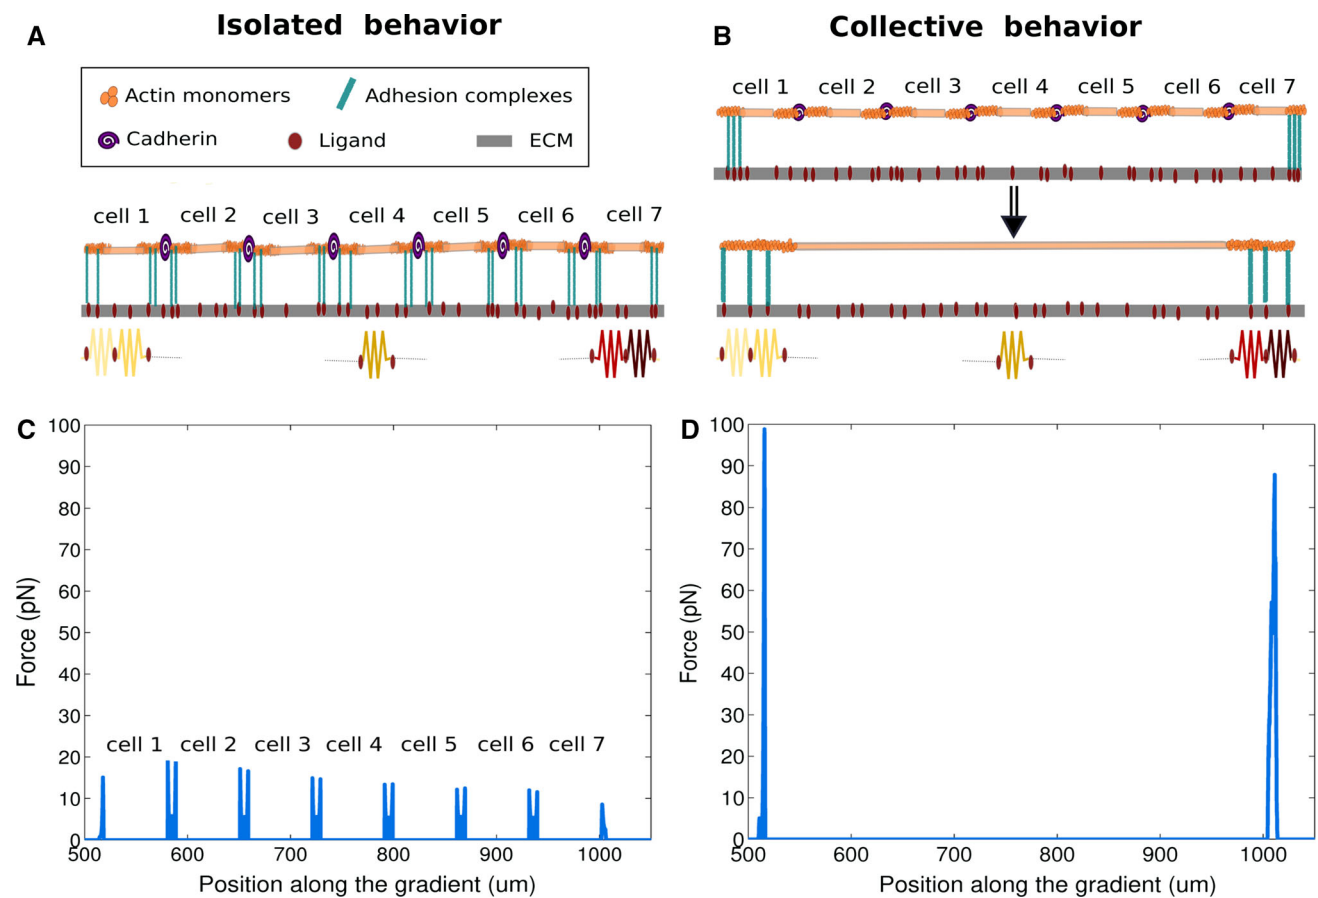 A
Isolated behavior
Actin monomers
Adhesion complexes
Cadherin
Ligand
ECM
cell 1 cell 2 cell 3 cell 4 cell 5 cell 6 cell 7
B
Collective behavior
cell 1 cell 2 cell 3 cell 4 cell 5 cell 6 cell 7
C
100
90
80
70
60
50
40
30
20
10
0
Force (pN)
cell 1 cell 2 cell 3 cell 4 cell 5 cell 6 cell 7
500 600 700 800 900 1000
Position along the gradient (um)
D
100
90
80
70
60
50
40
30
20
10
0
Force (pN)
500 600 700 800 900 1000
Position along the gradient (um)